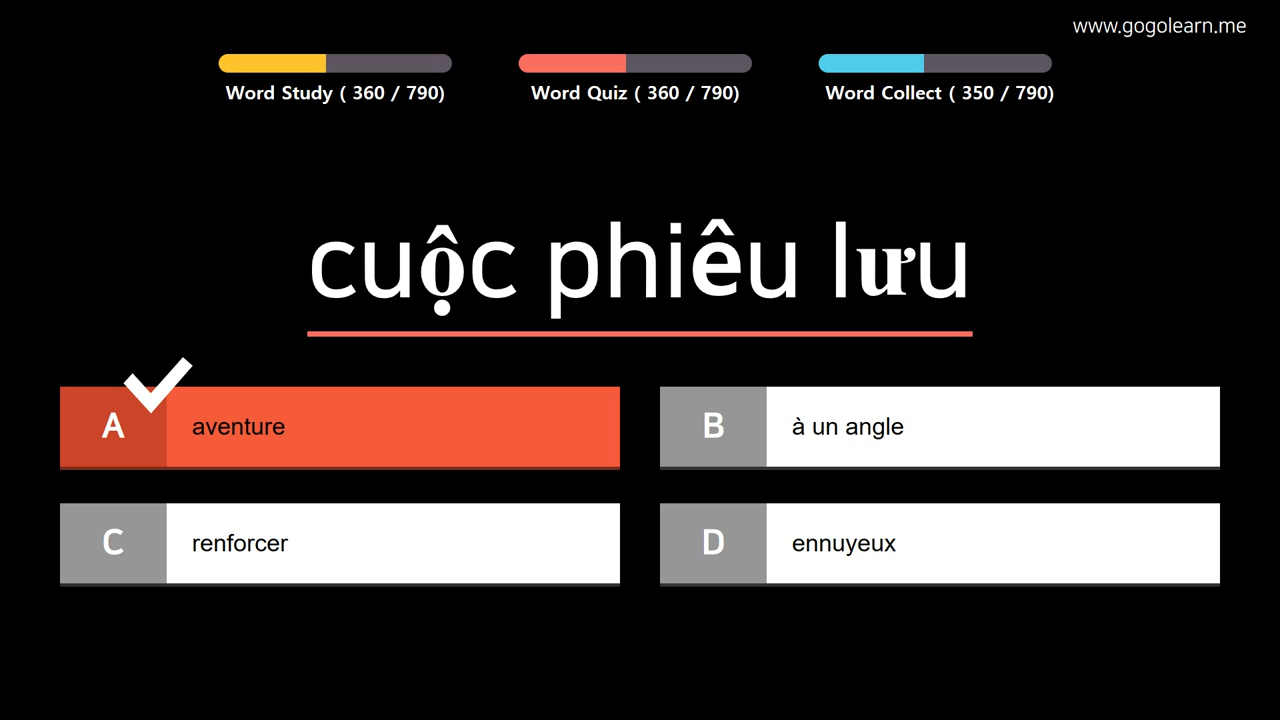 www.gogolearn.me
Word Study ( 360 / 790)
Word Quiz ( 360 / 790)
Word Collect ( 350 / 790)
cuộc phiêu lưu
A aventure
B à un angle
C renforcer
D ennuyeux